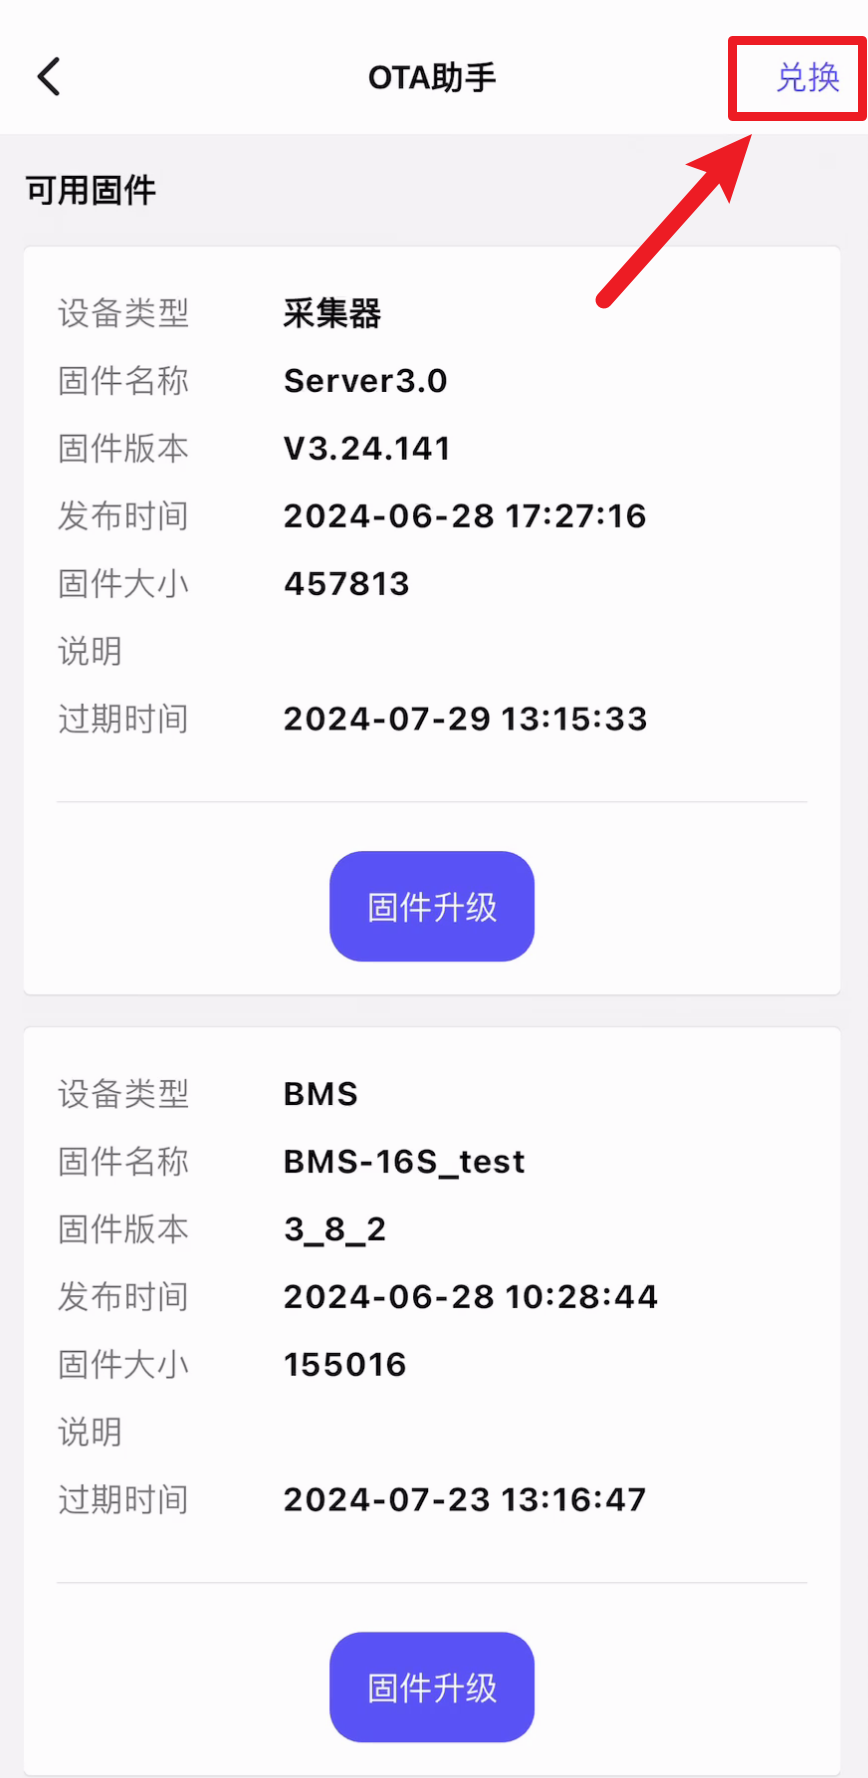 OTA助手
兑换
可用固件
设备类型 采集器
固件名称 Server3.0
固件版本 V3.24.141
发布时间 2024-06-28 17:27:16
固件大小 457813
说明
过期时间 2024-07-29 13:15:33
固件升级
设备类型 BMS
固件名称 BMS-16S_test
固件版本 3_8_2
发布时间 2024-06-28 10:28:44
固件大小 155016
说明
过期时间 2024-07-23 13:16:47
固件升级